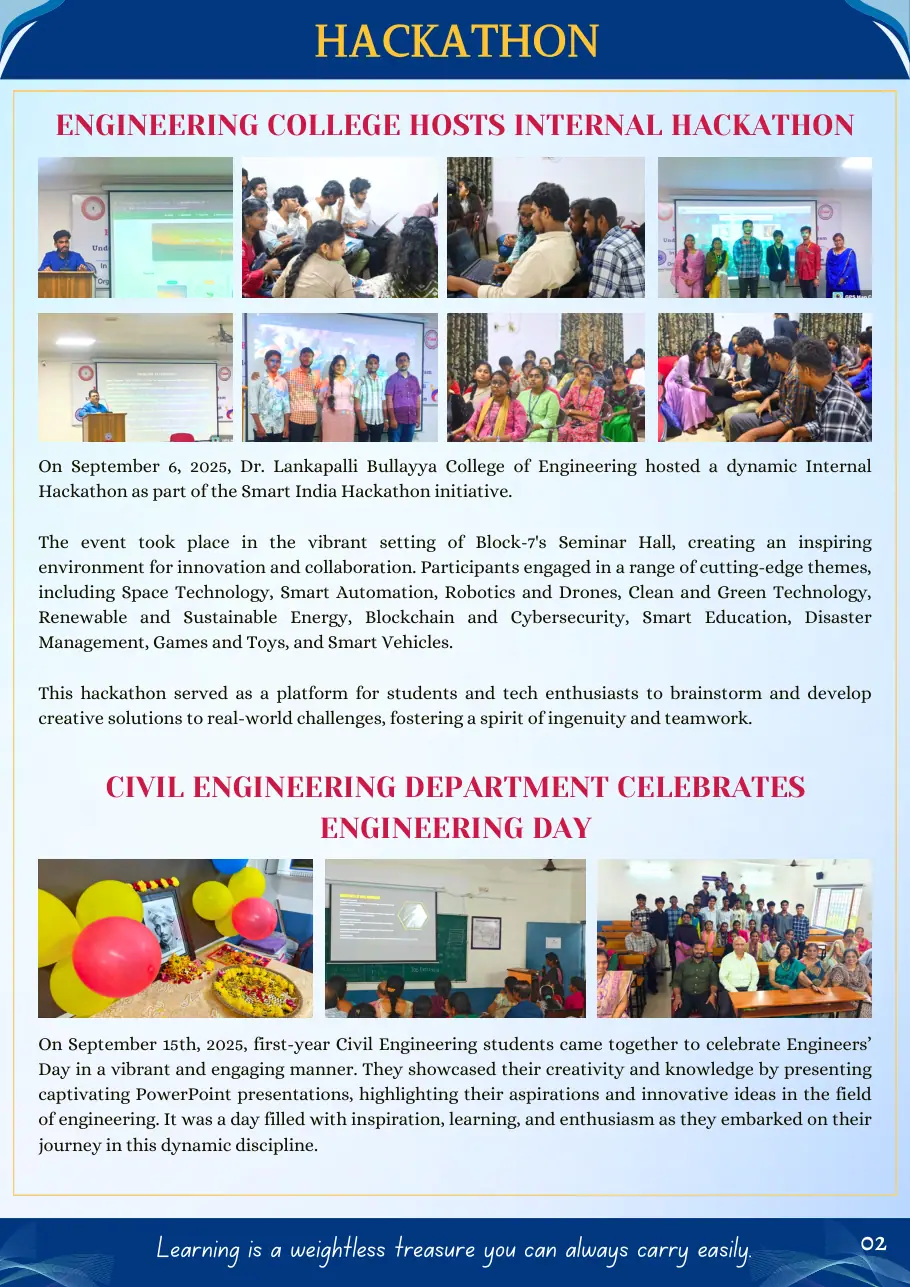 HACKATHON
ENGINEERING COLLEGE HOSTS INTERNAL HACKATHON
On September 6, 2025, Dr. Lankapalli Bullayya College of Engineering hosted a dynamic Internal
Hackathon as part of the Smart India Hackathon initiative.
The event took place in the vibrant setting of Block-7's Seminar Hall, creating an inspiring
environment for innovation and collaboration. Participants engaged in a range of cutting-edge themes,
including Space Technology, Smart Automation, Robotics and Drones, Clean and Green Technology,
Renewable and Sustainable Energy, Blockchain and Cybersecurity, Smart Education, Disaster
Management, Games and Toys, and Smart Vehicles.
This hackathon served as a platform for students and tech enthusiasts to brainstorm and develop
creative solutions to real-world challenges, fostering a spirit of ingenuity and teamwork.
CIVIL ENGINEERING DEPARTMENT CELEBRATES
ENGINEERING DAY
On September 15th, 2025, first-year Civil Engineering students came together to celebrate Engineers’
Day in a vibrant and engaging manner. They showcased their creativity and knowledge by presenting
captivating PowerPoint presentations, highlighting their aspirations and innovative ideas in the field
of engineering. It was a day filled with inspiration, learning, and enthusiasm as they embarked on their
journey in this dynamic discipline.
Learning is a weightless treasure you can always carry easily.
02